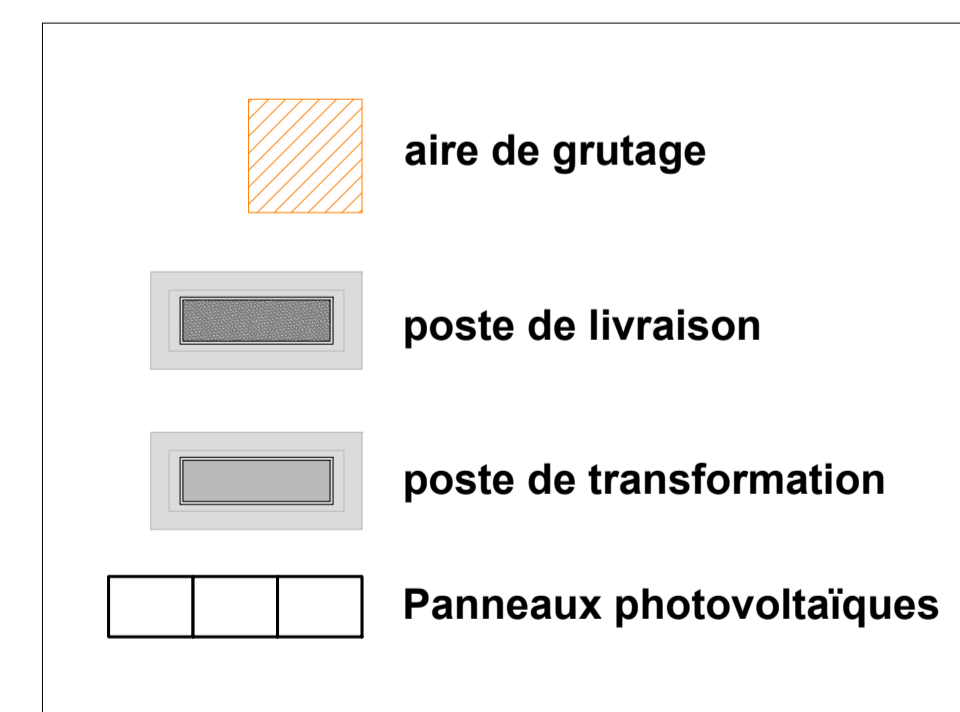 aire de grutage
poste de livraison
poste de transformation
Panneaux photovoltaïques